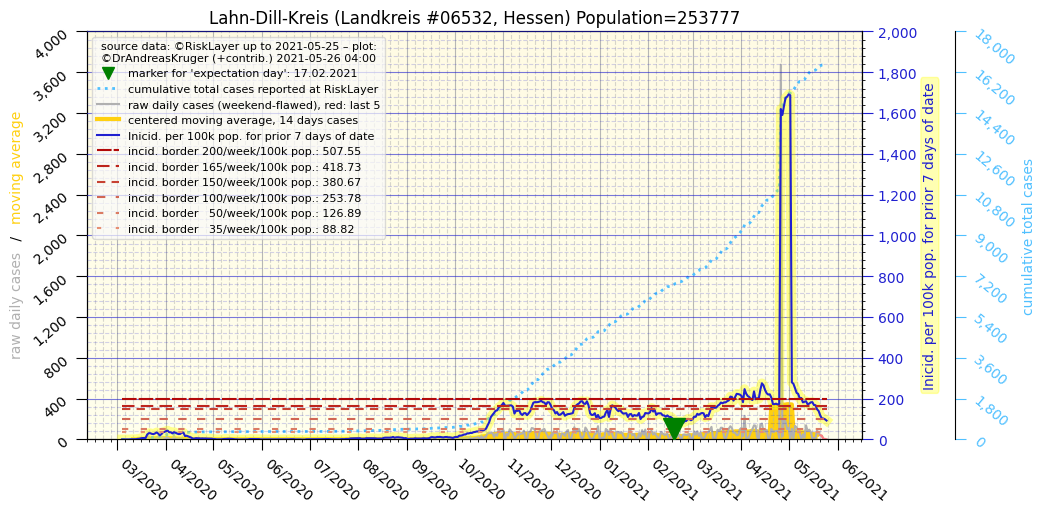 Lahn-Dill-Kreis (Landkreis #06532, Hessen) Population=253777
source data: ©RiskLayer up to 2021-05-25 – plot:
©DrAndreasKruger (+contrib.) 2021-05-26 04:00
marker for 'expectation day': 17.02.2021
cumulative total cases reported at RiskLayer
raw daily cases (weekend-flawed), red: last 5
centered moving average, 14 days cases
Inicid. per 100k pop. for prior 7 days of date
incid. border 200/week/100k pop.: 507.55
incid. border 165/week/100k pop.: 418.73
incid. border 150/week/100k pop.: 380.67
incid. border 100/week/100k pop.: 253.78
incid. border 50/week/100k pop.: 126.89
incid. border 35/week/100k pop.: 88.82
raw daily cases / moving average
4,000
3,600
3,200
2,800
2,400
2,000
1,600
1,200
800
400
0
2,000
1,800
1,600
1,400
1,200
1,000
800
600
400
200
0
Inicid. per 100k pop. for prior 7 days of date
18,000
16,200
14,400
12,600
10,800
9,000
7,200
5,400
3,600
1,800
0
cumulative total cases
03/2020
04/2020
05/2020
06/2020
07/2020
08/2020
09/2020
10/2020
11/2020
12/2020
01/2021
02/2021
03/2021
04/2021
05/2021
06/2021